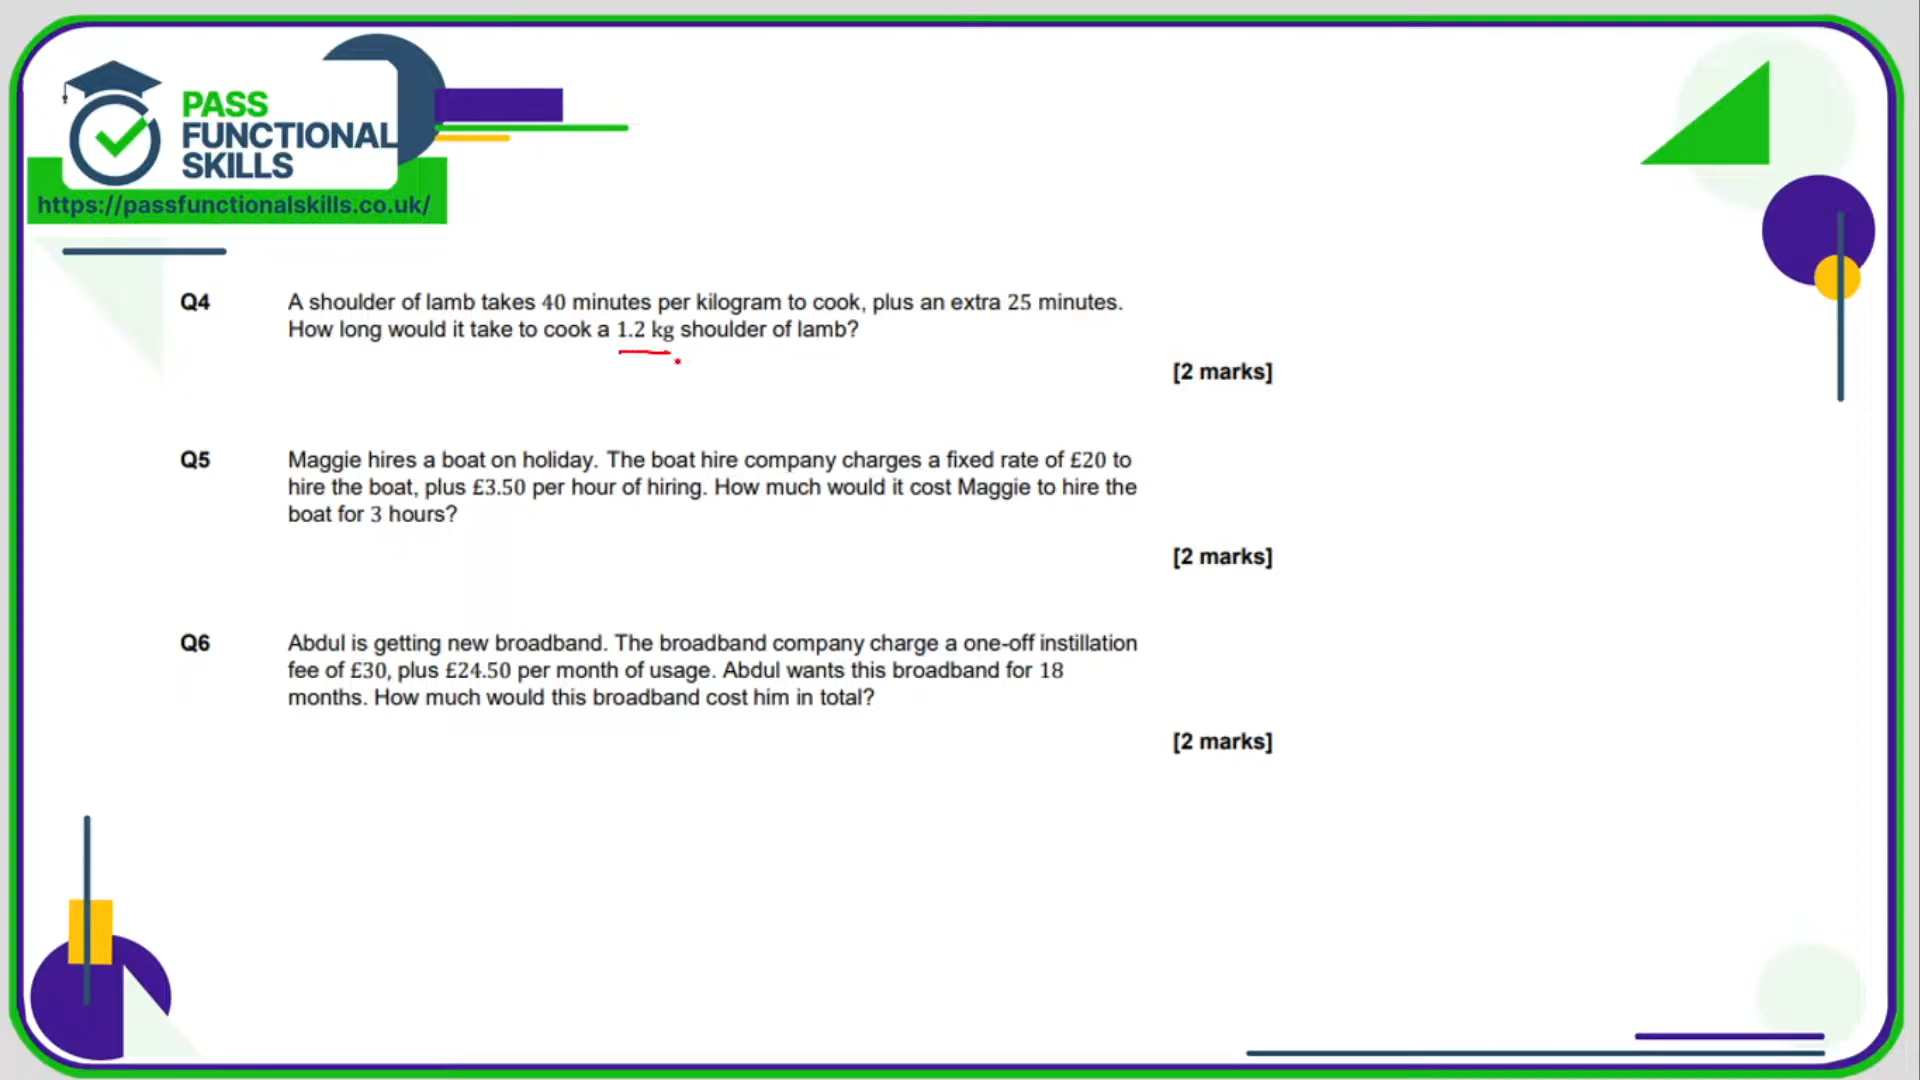 PASS
FUNCTIONAL
SKILLS
https://passfunctionalskills.co.uk/
Q4 A shoulder of lamb takes 40 minutes per kilogram to cook, plus an extra 25 minutes.
How long would it take to cook a 1.2 kg shoulder of lamb?
[2 marks]
Q5 Maggie hires a boat on holiday. The boat hire company charges a fixed rate of £20 to
hire the boat, plus £3.50 per hour of hiring. How much would it cost Maggie to hire the
boat for 3 hours?
[2 marks]
Q6 Abdul is getting new broadband. The broadband company charge a one-off instillation
fee of £30, plus £24.50 per month of usage. Abdul wants this broadband for 18
months. How much would this broadband cost him in total?
[2 marks]